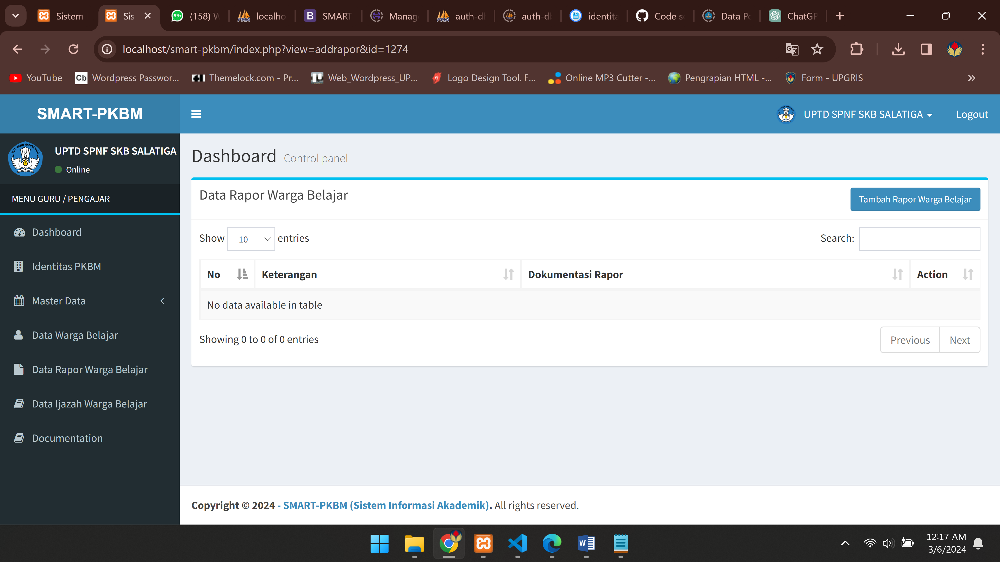 Sistem
Sis
(158) W
localho
SMART
Manag
auth-d
auth-d
identita
Code s
Data Po
ChatGP
localhost/smart-pkbm/index.php?view=addrapor&id=1274
YouTube
Wordpress Passwor...
Themelock.com - Pr...
Web_Wordpress_UP...
Logo Design Tool. F...
Online MP3 Cutter -...
Pengrapian HTML -...
Form - UPGRIS
SMART-PKBM
UPTD SPNF SKB SALATIGA
Logout
UPTD SPNF SKB SALATIGA
Online
MENU GURU / PENGAJAR
Dashboard
Identitas PKBM
Master Data
Data Warga Belajar
Data Rapor Warga Belajar
Data Ijazah Warga Belajar
Documentation
Dashboard Control panel
Data Rapor Warga Belajar
Tambah Rapor Warga Belajar
Show 10 entries
Search:
No
Keterangan
Dokumentasi Rapor
Action
No data available in table
Showing 0 to 0 of 0 entries
Previous
Next
Copyright © 2024 - SMART-PKBM (Sistem Informasi Akademik). All rights reserved.
12:17 AM
3/6/2024